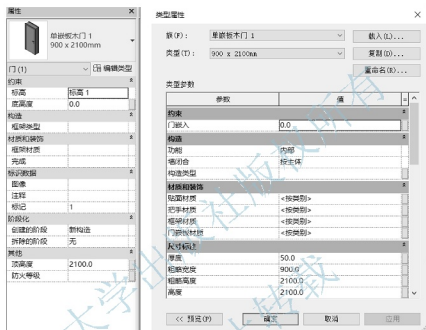 属性
单嵌板木门 1
900 x 2100mm
门 (1)
编辑类型
约束
标高 标高 1
底高度 0.0
构造
框架类型
材质和装饰
框架材质
完成
标识数据
图像
注释
标记 1
阶段化
创建的阶段 新构造
拆除的阶段 无
其他
顶高度 2100.0
防火等级
类型属性
族(F): 单嵌板木门 1 载入(L)...
类型(T): 900 x 2100mm 复制(D)...
重命名(R)...
类型参数
参数 值 =
约束
门嵌入 0.0
构造
功能 内部
墙闭合 按主体
构造类型
材质和装饰
贴面材质 <按类别>
把手材质 <按类别>
框架材质 <按类别>
门嵌板材质 <按类别>
尺寸标注
厚度 50.0
粗略宽度 900.0
粗略高度 2100.0
高度 2100.0
<< 预览(P) 确定 取消 应用